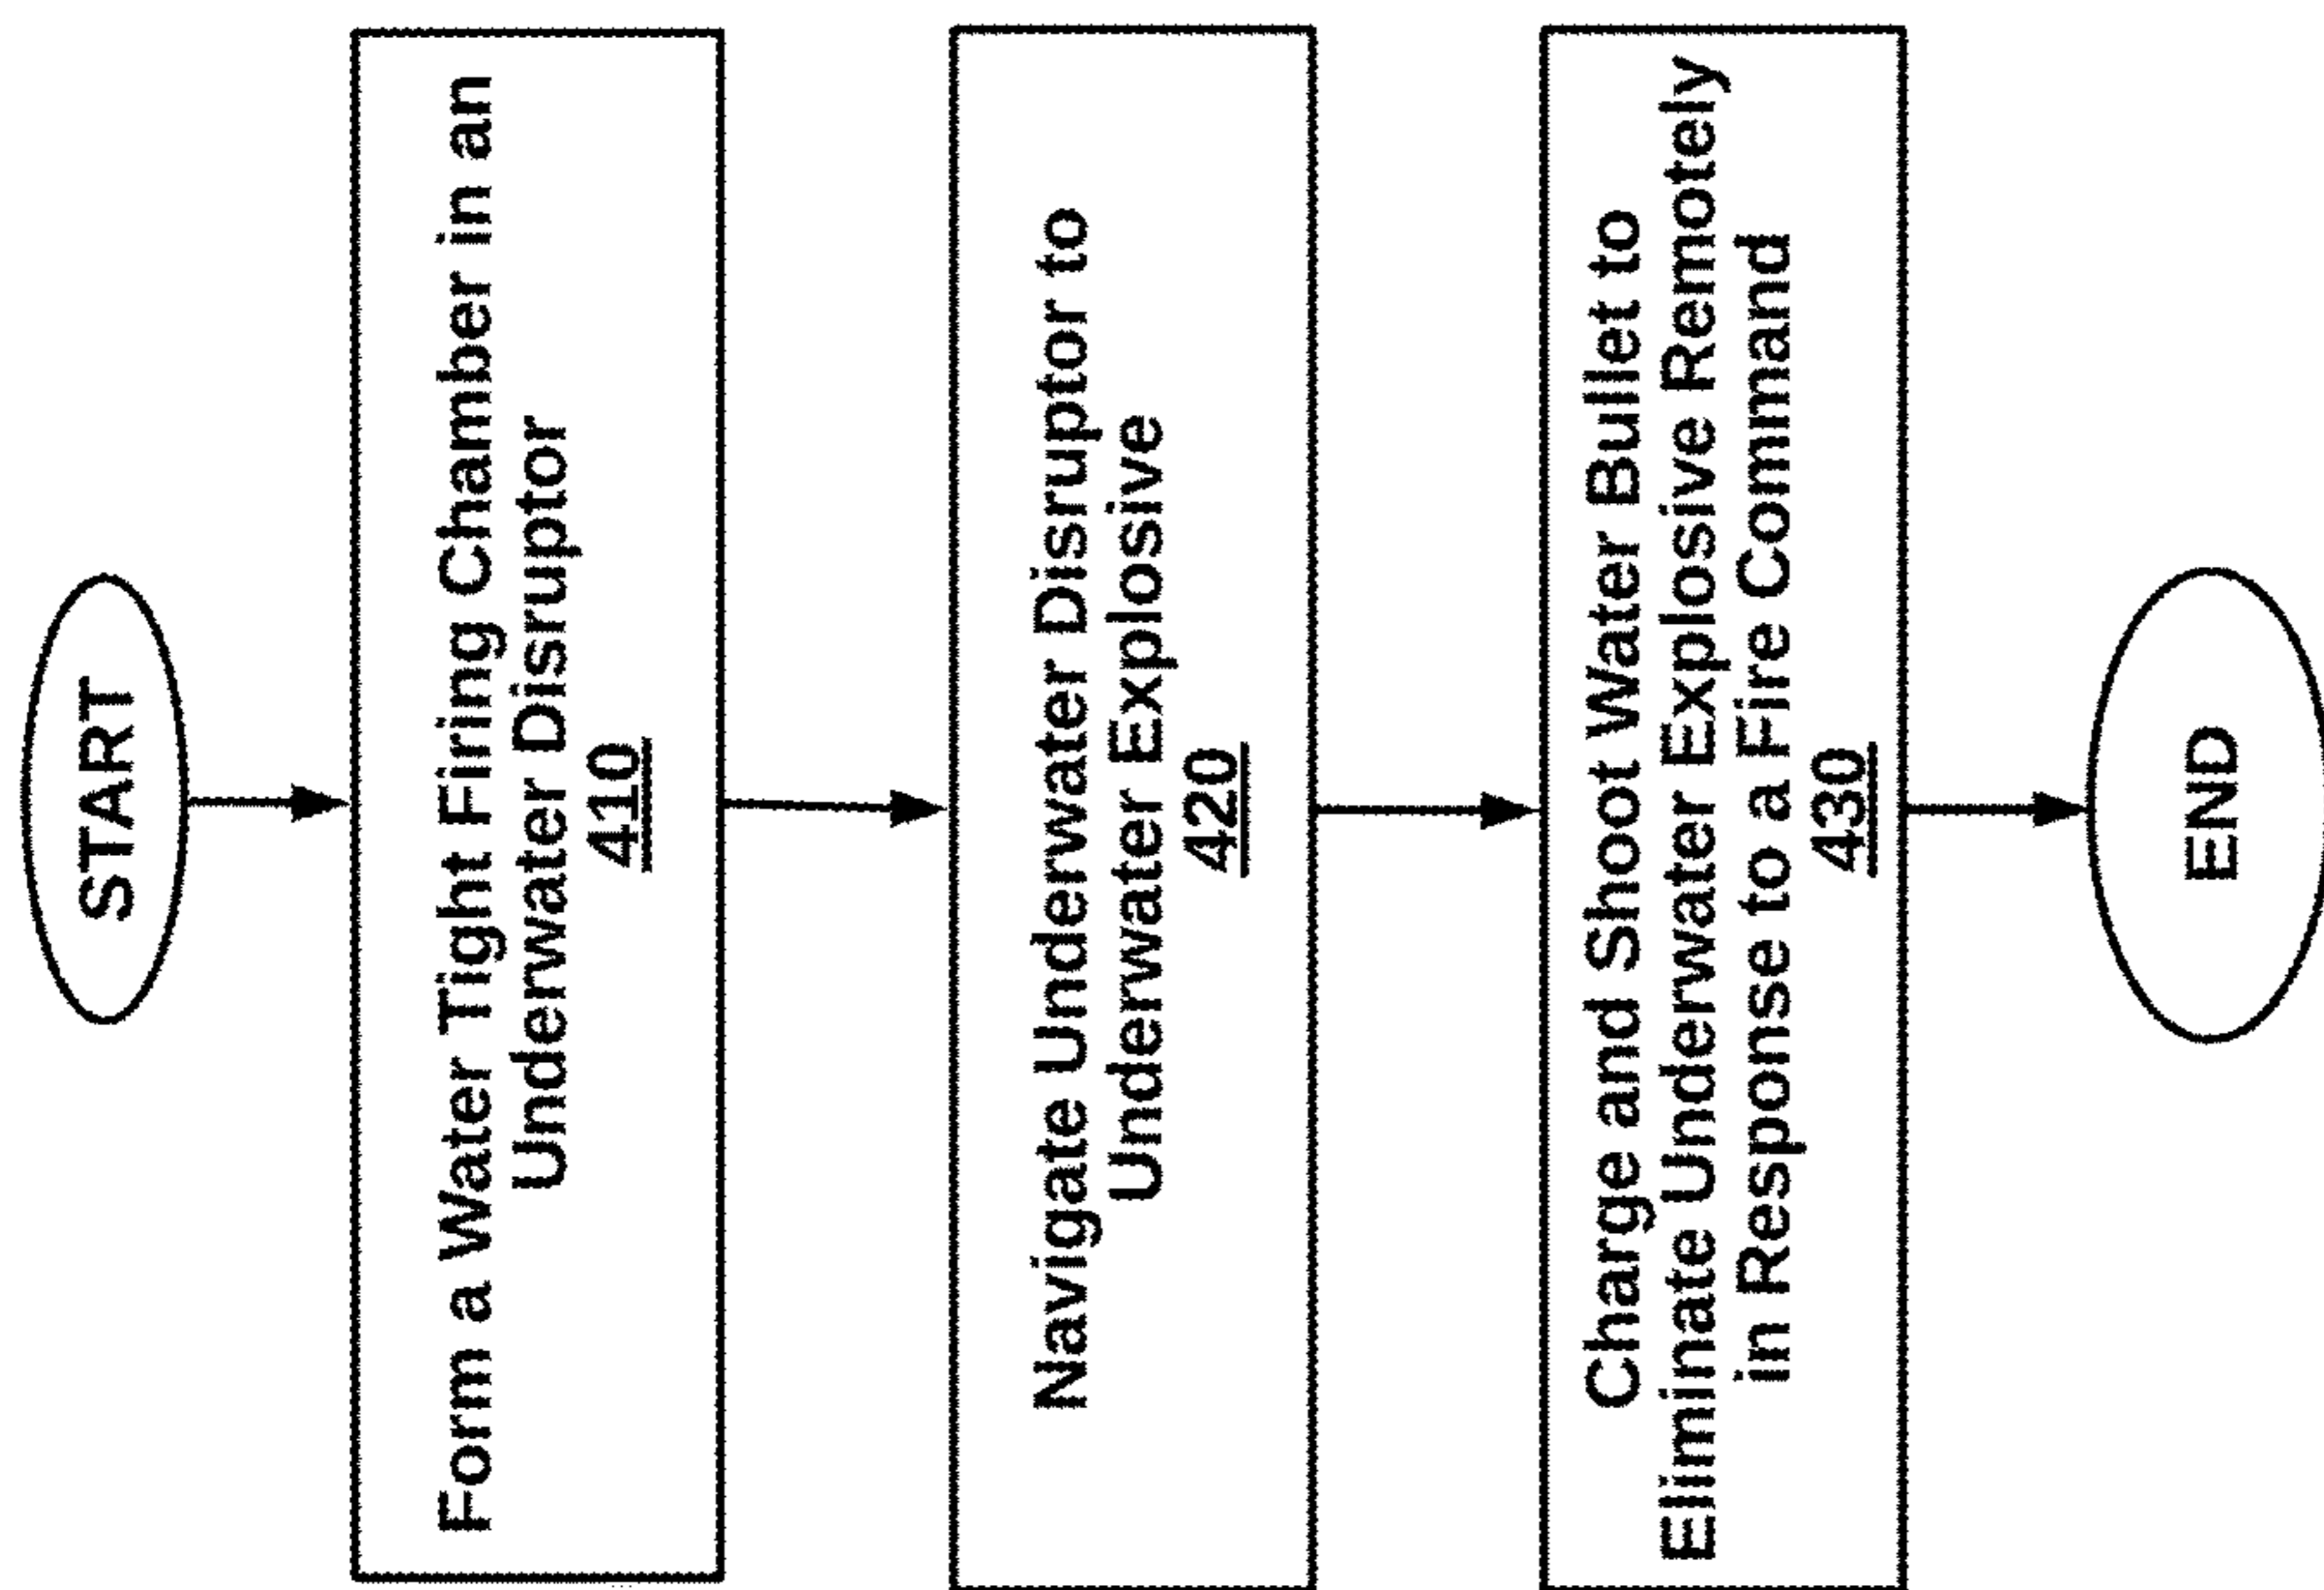 START
Form a Water Tight Firing Chamber in an
Underwater Disruptor
410
Navigate Underwater Disruptor to
Underwater Explosive
420
Charge and Shoot Water Bullet to
Eliminate Underwater Explosive Remotely
in Response to a Fire Command
430
END